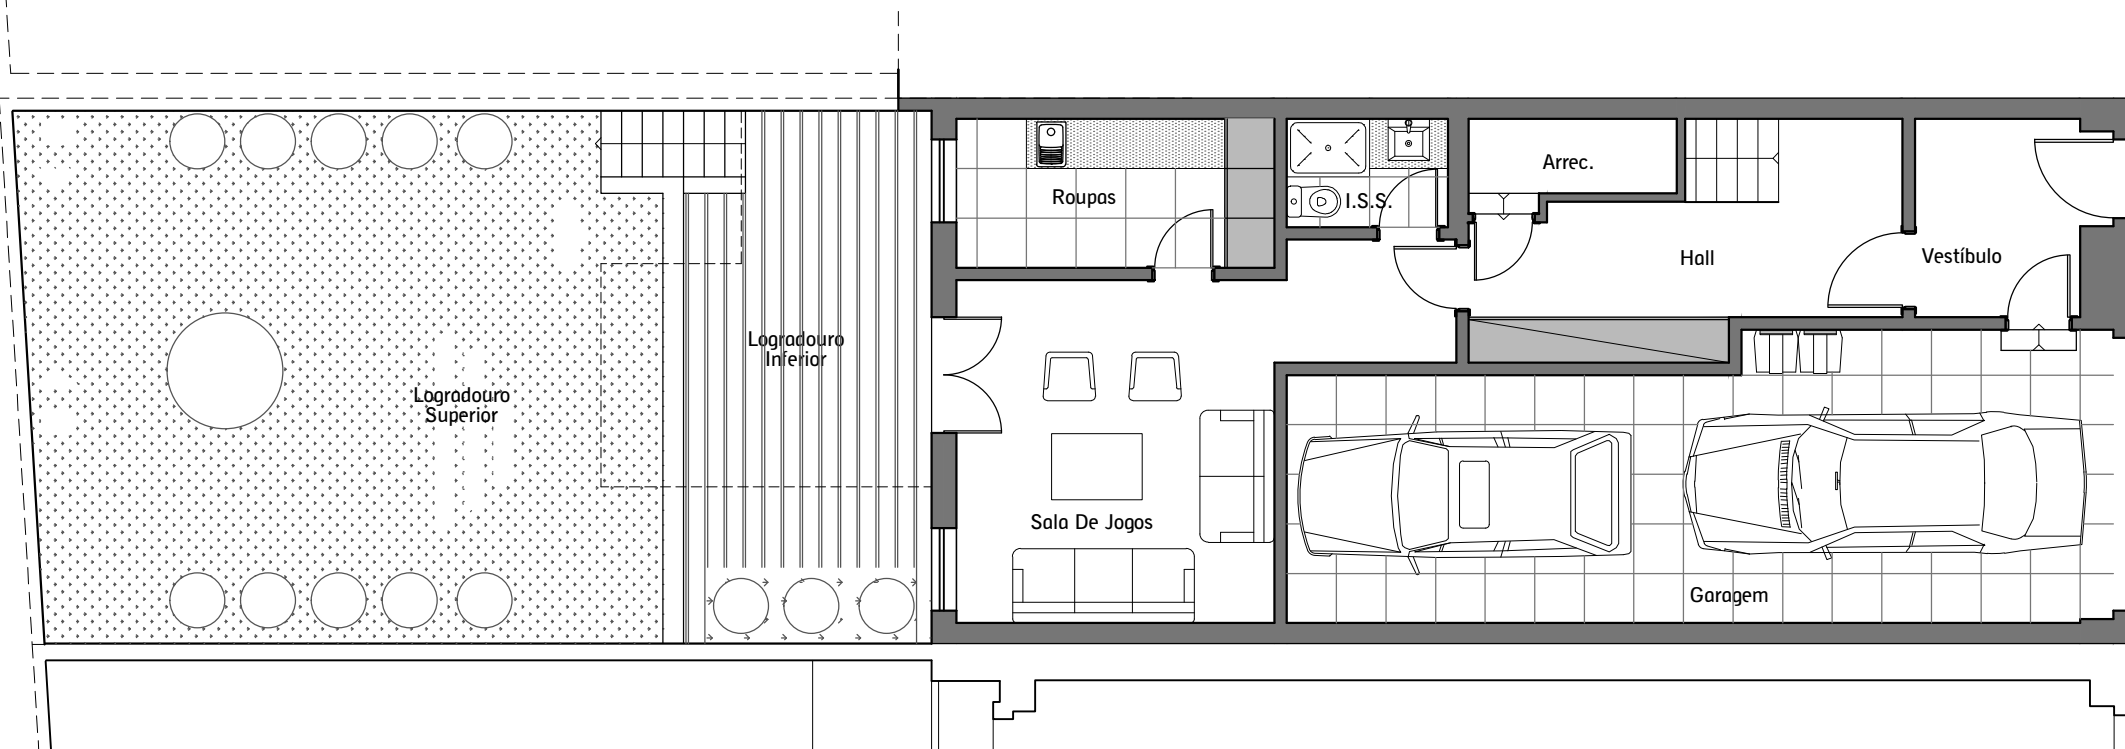 Arrec.
Roupas
I.S.S.
Hall
Vestíbulo
Logradouro
Inferior
Logradouro
Superior
Sala De Jogos
Garagem